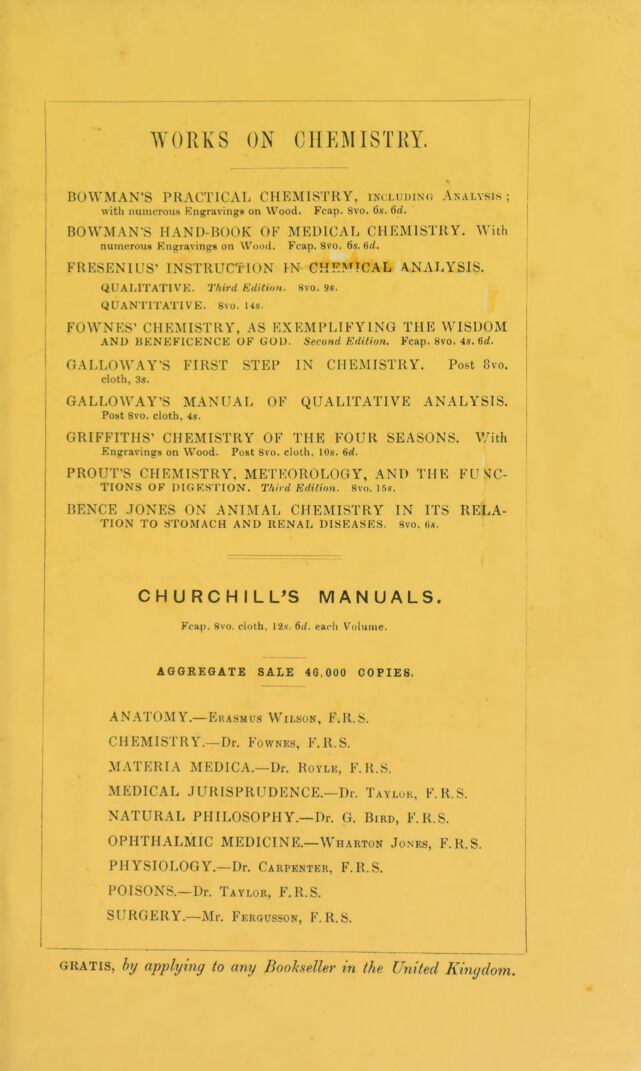 WORKS ON CHEMISTRY.
BOWMAN'S PRACTICAL CHEMISTRY, INCLUDING ANALYSIS;
with numerous Engravings on Wood. Fcap. 8vo. 6s. 6d.
BOWMAN'S HAND-BOOK OF MEDICAL CHEMISTRY. With
numerous Engravings on Wood. Fcap. 8vo. 6s. 6d.
FRESENIUS' INSTRUCTION IN CHEMICAL ANALYSIS.
QUALITATIVE. Third Edition. 8vo. 9s.
QUANTITATIVE. 8vo. 14s.
FOWNES' CHEMISTRY, AS EXEMPLIFYING THE WISDOM
AND BENEFICENCE OF GOD. Second Edition. Fcap. 8vo. 4s. 6d.
GALLOWAY'S FIRST STEP IN CHEMISTRY. Post 8vo.
cloth, 3s.
GALLOWAY'S MANUAL OF QUALITATIVE ANALYSIS.
Post 8vo. cloth, 4s.
GRIFFITHS' CHEMISTRY OF THE FOUR SEASONS. With
Engravings on Wood. Post 8vo. cloth, 10s. 6d.
PROUT'S CHEMISTRY, METEOROLOGY, AND THE FUNC-
TIONS OF DIGESTION. Third Edition. 8vo. 15s.
BENCE JONES ON ANIMAL CHEMISTRY IN ITS RELA-
TION TO STOMACH AND RENAL DISEASES. 8vo. 6s.
CHURCHILL'S MANUALS.
Fcap. 8vo. cloth, 12s. 6d. each Volume.
AGGREGATE SALE 46,000 COPIES.
ANATOMY.—ERASMUS WILSON, F.R.S.
CHEMISTRY.—Dr. FOWNES, F.R.S.
MATERIA MEDICA.—Dr. ROYLE, F.R.S.
MEDICAL JURISPRUDENCE.—Dr. TAYLOR, F.R.S.
NATURAL PHILOSOPHY.—Dr. G. BIRD, F.R.S.
OPHTHALMIC MEDICINE.—WHARTON JONES, F.R.S.
PHYSIOLOGY.—Dr. CARPENTER, F.R.S.
POISONS.—Dr. TAYLOR, F.R.S.
SURGERY.—Mr. FERGUSSON, F.R.S.
GRATIS, by applying to any Bookseller in the United Kingdom.